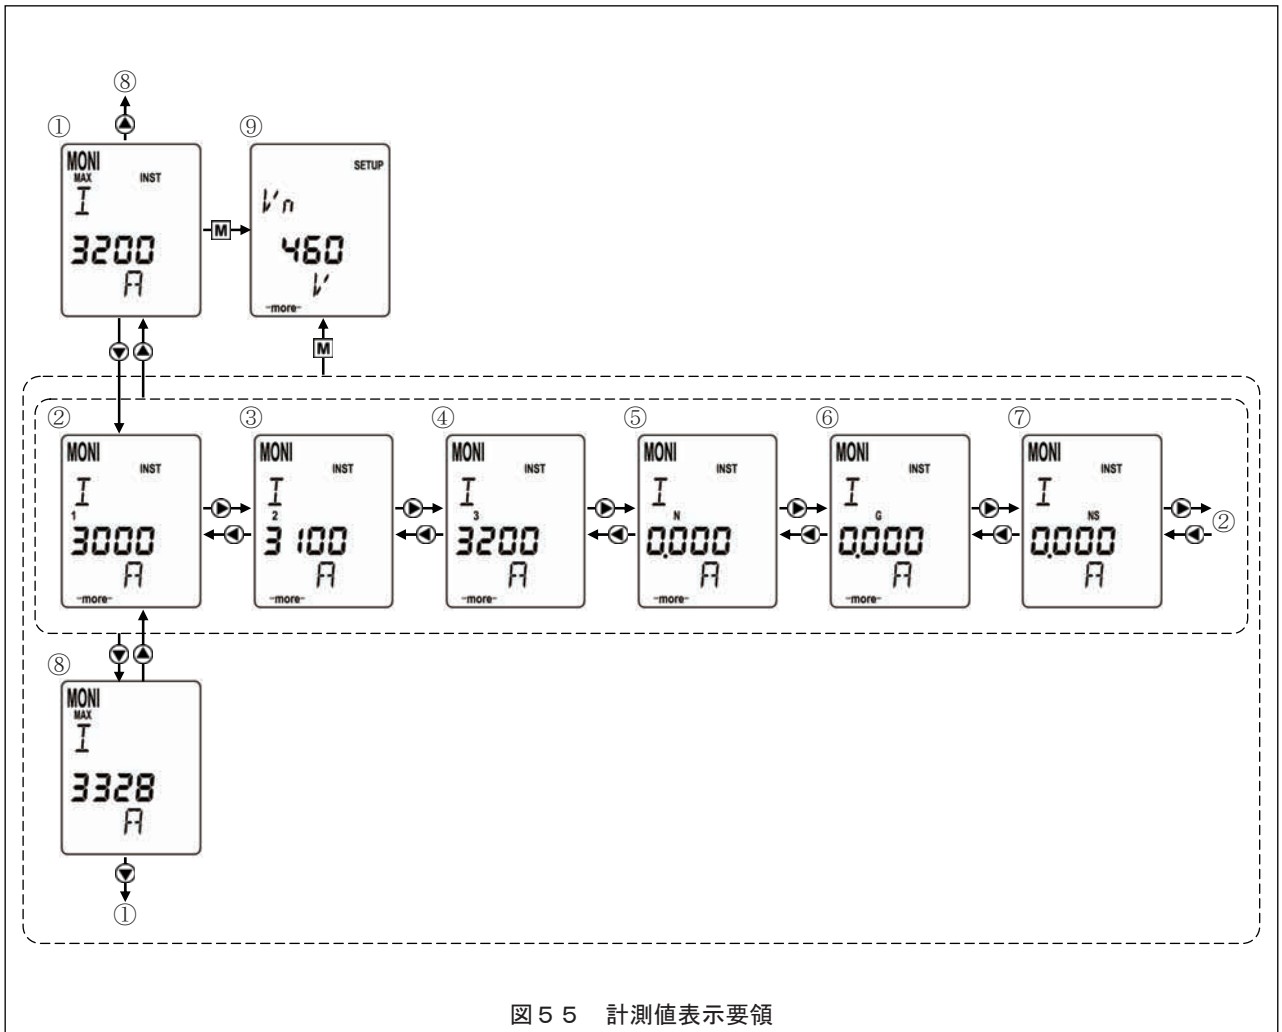 ⑧
① ⑨
MONI
MAX
INST
I
3200
A
M
SETUP
Vn
460
V
-more-
M
② ③ ④ ⑤ ⑥ ⑦
MONI
INST
I
1
3000
A
-more-
MONI
INST
I
2
3100
A
-more-
MONI
INST
I
3
3200
A
-more-
MONI
INST
I
N
0.000
A
-more-
MONI
INST
I
G
0.000
A
-more-
MONI
INST
I
NS
0.000
A
②
⑧
MONI
MAX
I
3328
A
①
図55 計測値表示要領